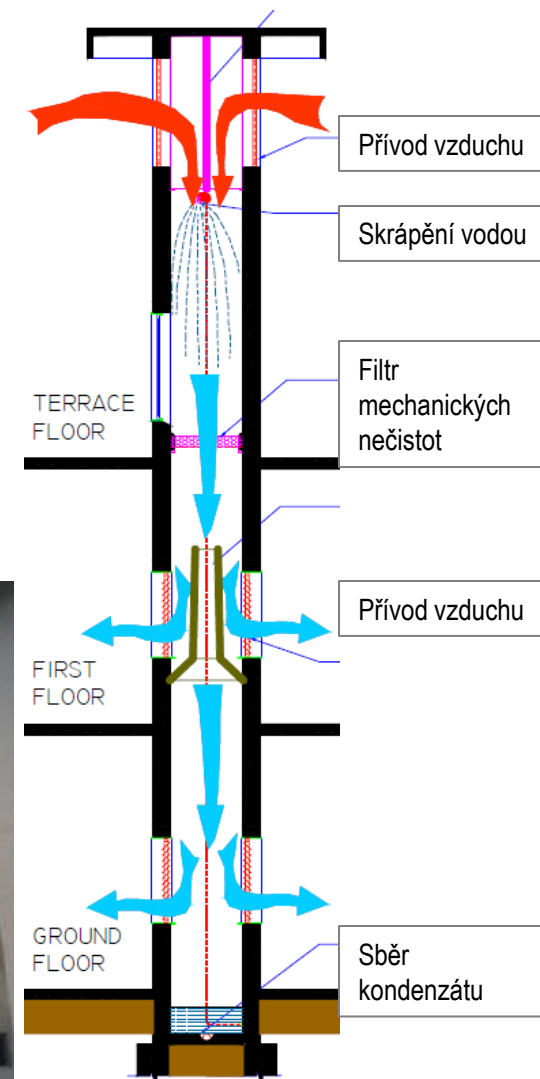 Přívod vzduchu
Skrápění vodou
Filtr
mechanických
nečistot
TERRACE
FLOOR
Přívod vzduchu
FIRST
FLOOR
GROUND
FLOOR
Sběr
kondenzátu